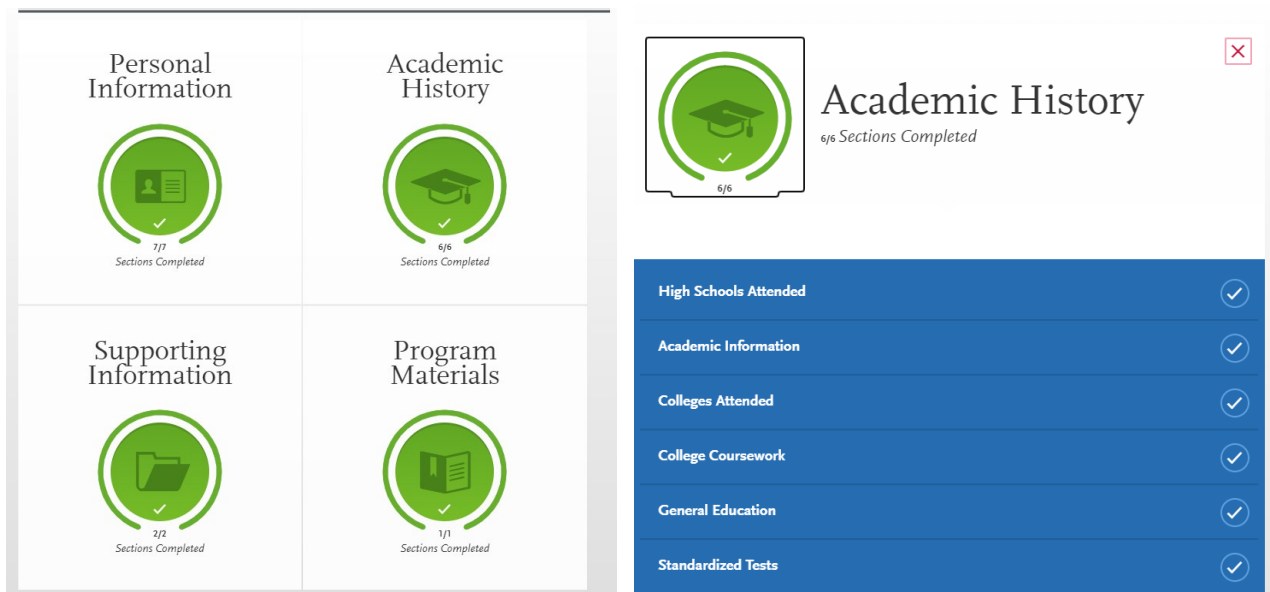 Personal
Information
7/7
Sections Completed
Academic
History
6/6
Sections Completed
Supporting
Information
2/2
Sections Completed
Program
Materials
1/1
Sections Completed
6/6
Academic History
6/6 Sections Completed
High Schools Attended
Academic Information
Colleges Attended
College Coursework
General Education
Standardized Tests